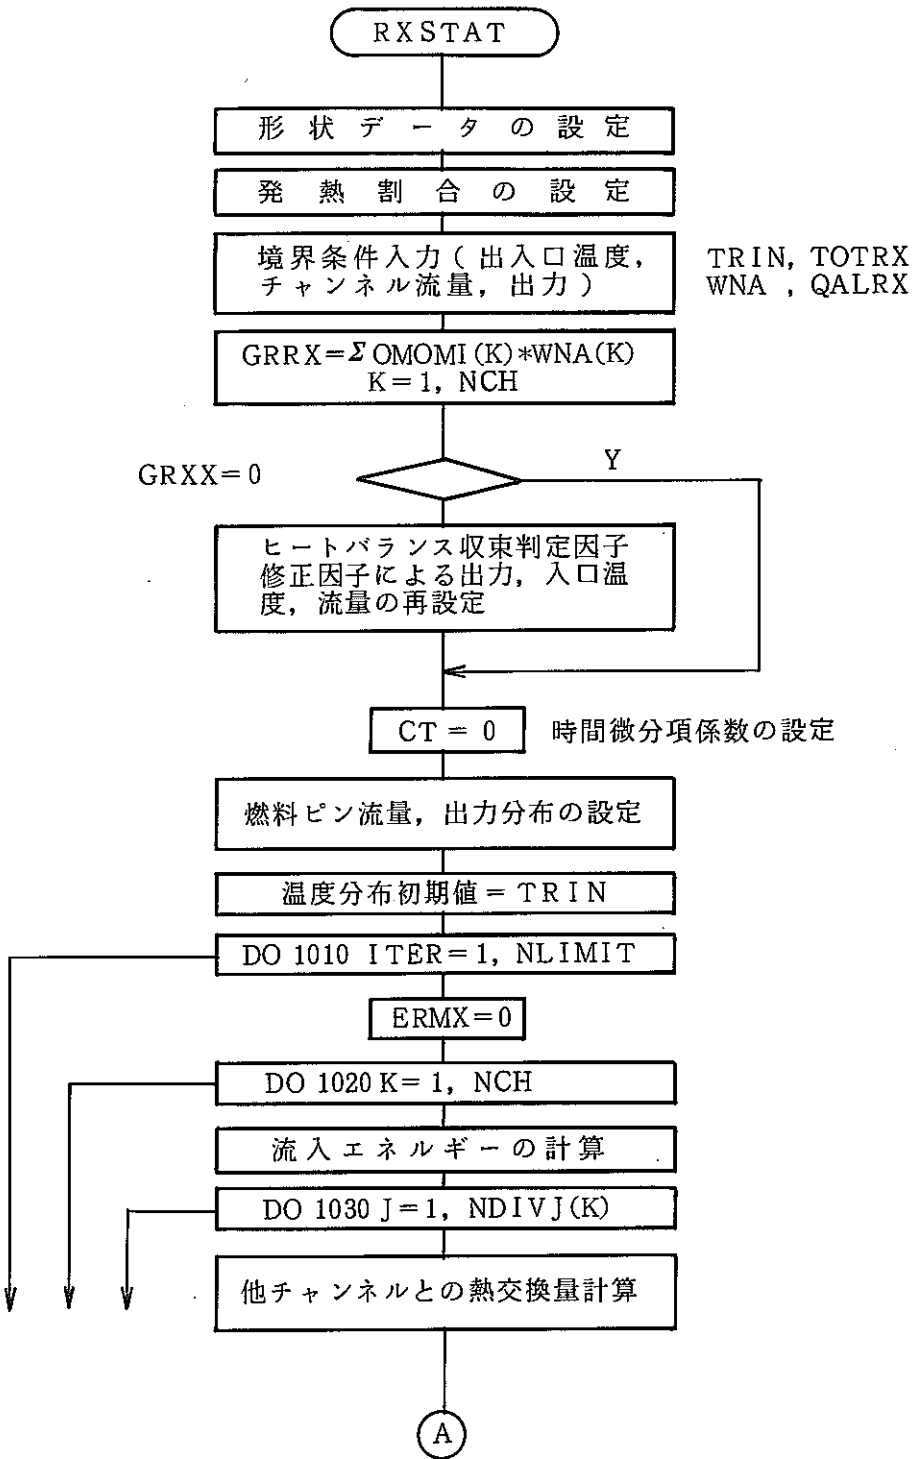 RXSTAT
形状データの設定
発熱割合の設定
境界条件入力(出入口温度,
チャンネル流量,出力)
TRIN, TOTRX
WNA , QALRX
GRRX=ΣOMOMI(K)*WNA(K)
K=1, NCH
GRXX=0
Y
ヒートバランス収束判定因子
修正因子による出力,入口温
度,流量の再設定
CT = 0
時間微分項係数の設定
燃料ピン流量,出力分布の設定
温度分布初期値=TRIN
DO 1010 ITER=1, NLIMIT
ERMX=0
DO 1020 K=1, NCH
流入エネルギーの計算
DO 1030 J=1, NDIVJ(K)
他チャンネルとの熱交換量計算
A